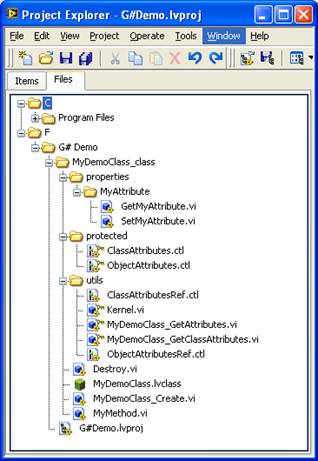 Project Explorer - G#Demo.lvproj
File Edit View Project Operate Tools Window Help
Items Files
C
Program Files
F
G# Demo
MyDemoClass_class
properties
MyAttribute
GetMyAttribute.vi
SetMyAttribute.vi
protected
ClassAttributes.ctl
ObjectAttributes.ctl
utils
ClassAttributesRef.ctl
Kernel.vi
MyDemoClass_GetAttributes.vi
MyDemoClass_GetClassAttributes.vi
ObjectAttributesRef.ctl
Destroy.vi
MyDemoClass.lvclass
MyDemoClass_Create.vi
MyMethod.vi
G#Demo.lvproj